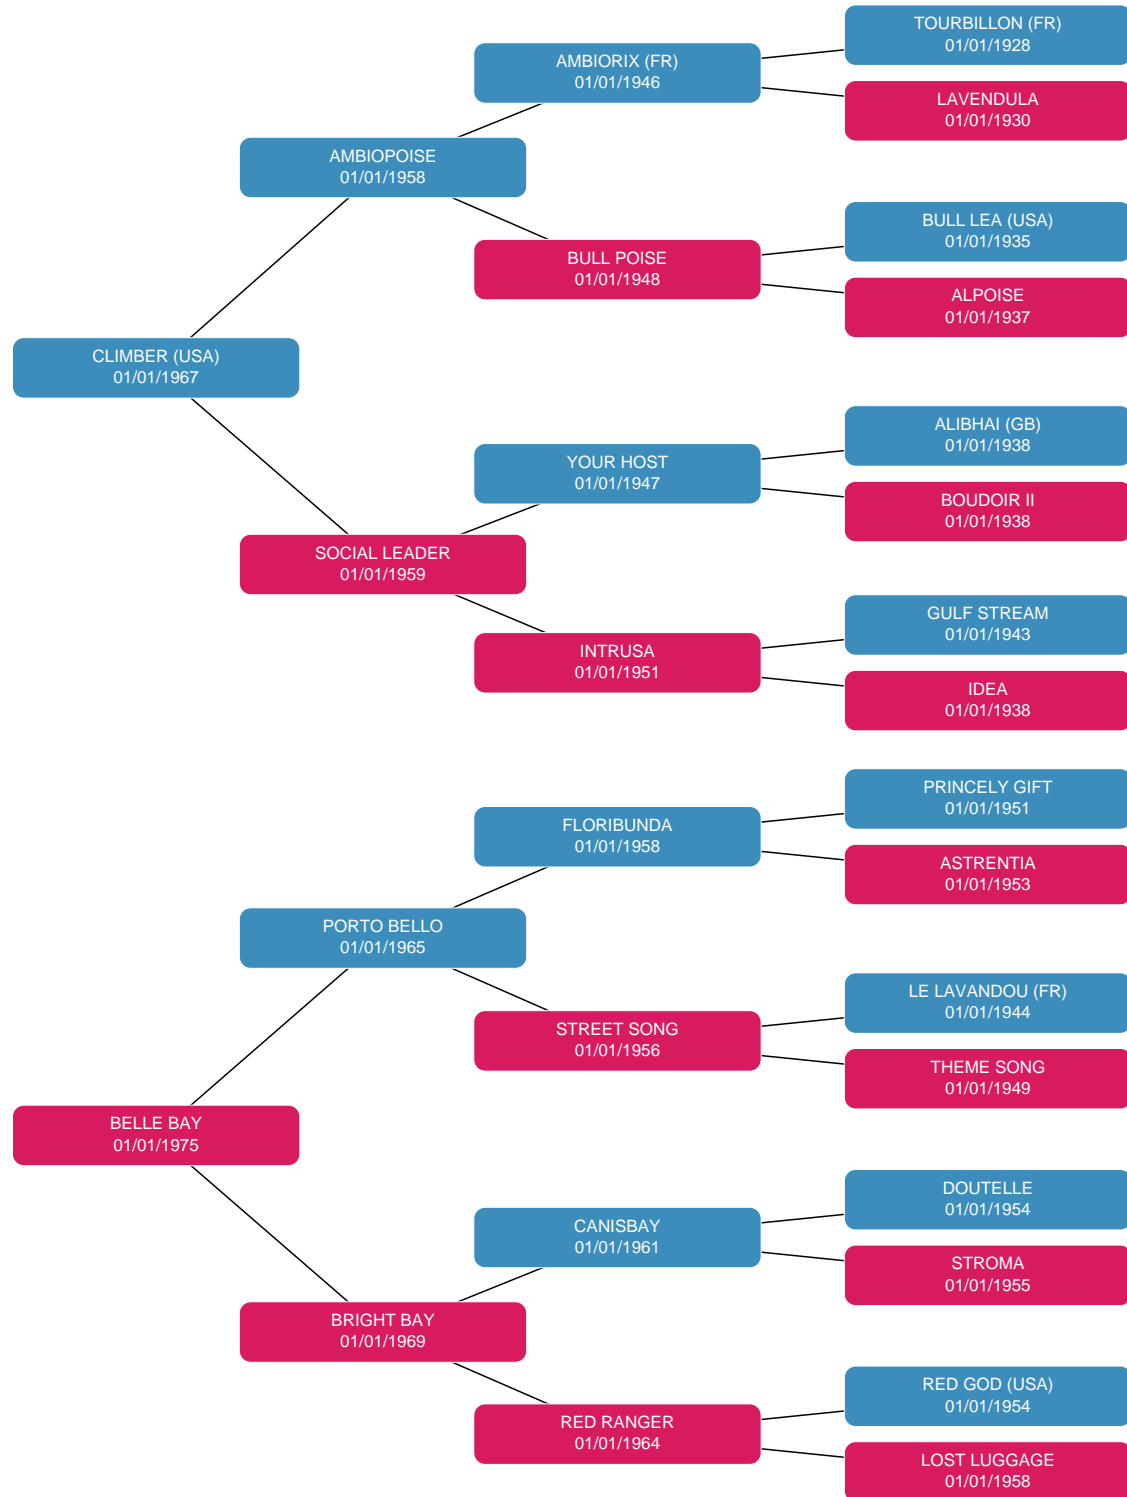 TOURBILLON (FR)
01/01/1928
AMBIORIX (FR)
01/01/1946
LAVENDULA
01/01/1930
AMBIOPOISE
01/01/1958
BULL LEA (USA)
01/01/1935
BULL POISE
01/01/1948
ALPOISE
01/01/1937
CLIMBER (USA)
01/01/1967
ALIBHAI (GB)
01/01/1938
YOUR HOST
01/01/1947
BOUDOIR II
01/01/1938
SOCIAL LEADER
01/01/1959
GULF STREAM
01/01/1943
INTRUSA
01/01/1951
IDEA
01/01/1938
PRINCELY GIFT
01/01/1951
FLORIBUNDA
01/01/1958
ASTRENTIA
01/01/1953
PORTO BELLO
01/01/1965
LE LAVANDOU (FR)
01/01/1944
STREET SONG
01/01/1956
THEME SONG
01/01/1949
BELLE BAY
01/01/1975
DOUTELLE
01/01/1954
CANISBAY
01/01/1961
STROMA
01/01/1955
BRIGHT BAY
01/01/1969
RED GOD (USA)
01/01/1954
RED RANGER
01/01/1964
LOST LUGGAGE
01/01/1958